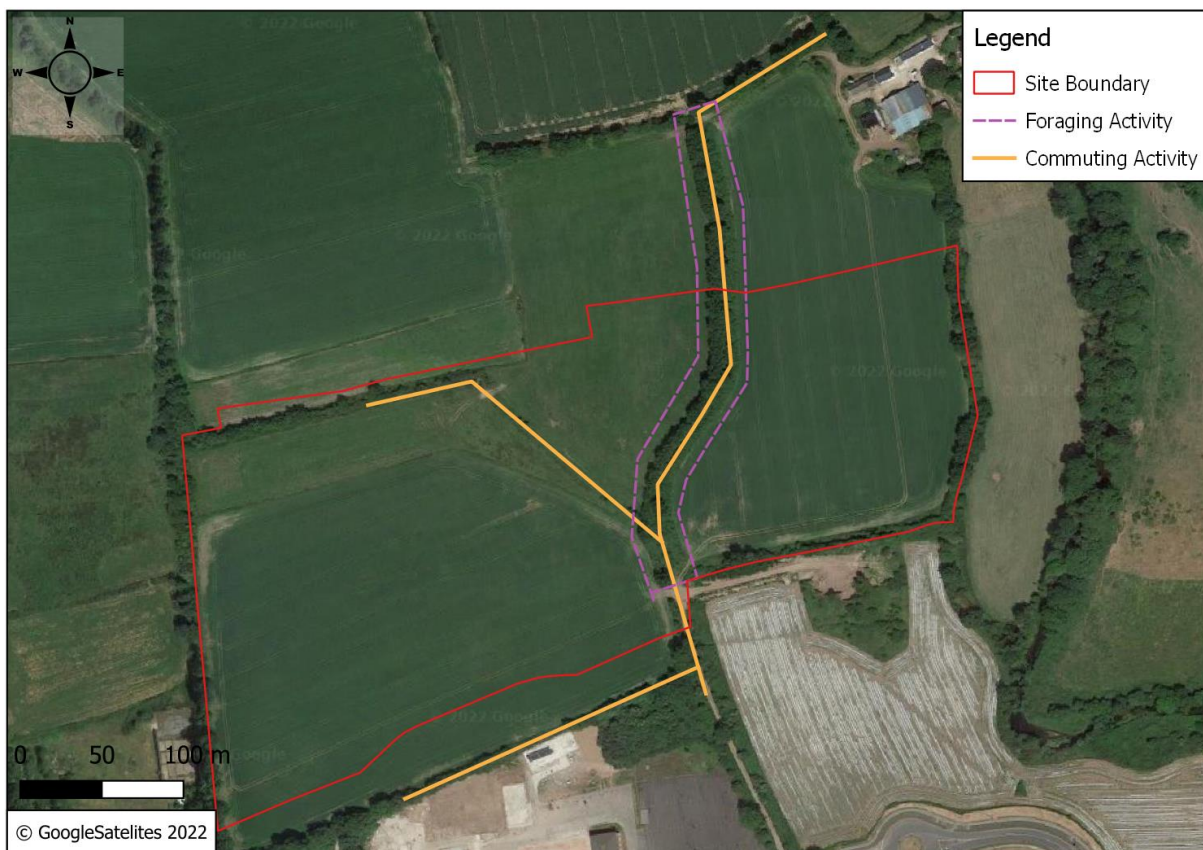 N
W E
S
Legend
Site Boundary
Foraging Activity
Commuting Activity
© 2022 Google
2022 Google
© 2022 Google
© 2022 Google
2022 Google
0 50 100 m
© GoogleSatelites 2022